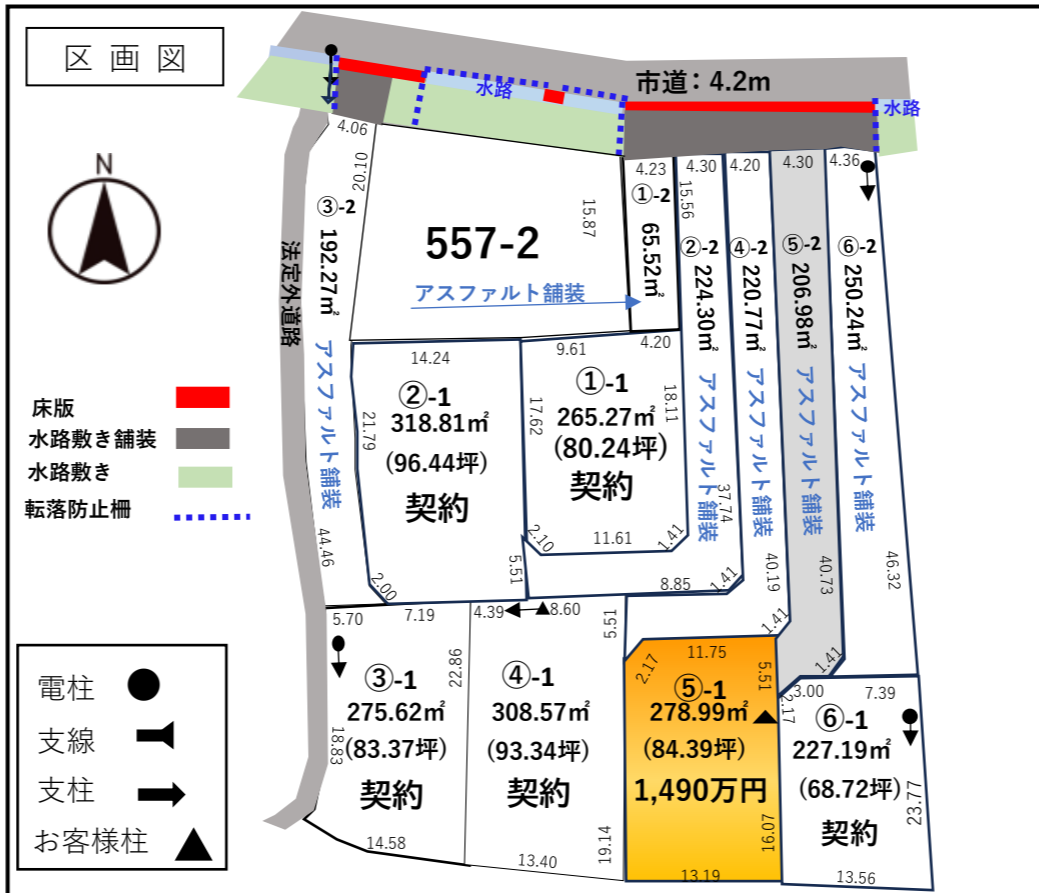 区画図
市道：4.2m
水路
水路
N
4.06
20.10
③-2
192.27㎡
アスファルト舗装
44.46
法定外道路
557-2
15.87
アスファルト舗装
4.23
①-2
65.52㎡
4.30
15.56
②-2
224.30㎡
アスファルト舗装
37.74
4.20
④-2
220.77㎡
アスファルト舗装
40.19
4.30
⑤-2
206.98㎡
アスファルト舗装
40.73
4.36
⑥-2
250.24㎡
アスファルト舗装
46.32
14.24
②-1
318.81㎡
(96.44坪)
契約
21.79
2.00
5.51
9.61
4.20
①-1
265.27㎡
(80.24坪)
契約
17.62
18.11
2.10
11.61
1.41
8.85
1.41
1.41
1.41
床版
水路敷き舗装
水路敷き
転落防止柵
5.70
7.19
③-1
275.62㎡
(83.37坪)
契約
18.83
22.86
14.58
4.39
8.60
5.51
④-1
308.57㎡
(93.34坪)
契約
19.14
13.40
2.17
11.75
5.51
⑤-1
278.99㎡
(84.39坪)
1,490万円
16.07
13.19
2.17
3.00
7.39
⑥-1
227.19㎡
(68.72坪)
契約
23.77
13.56
電柱
支線
支柱
お客様柱